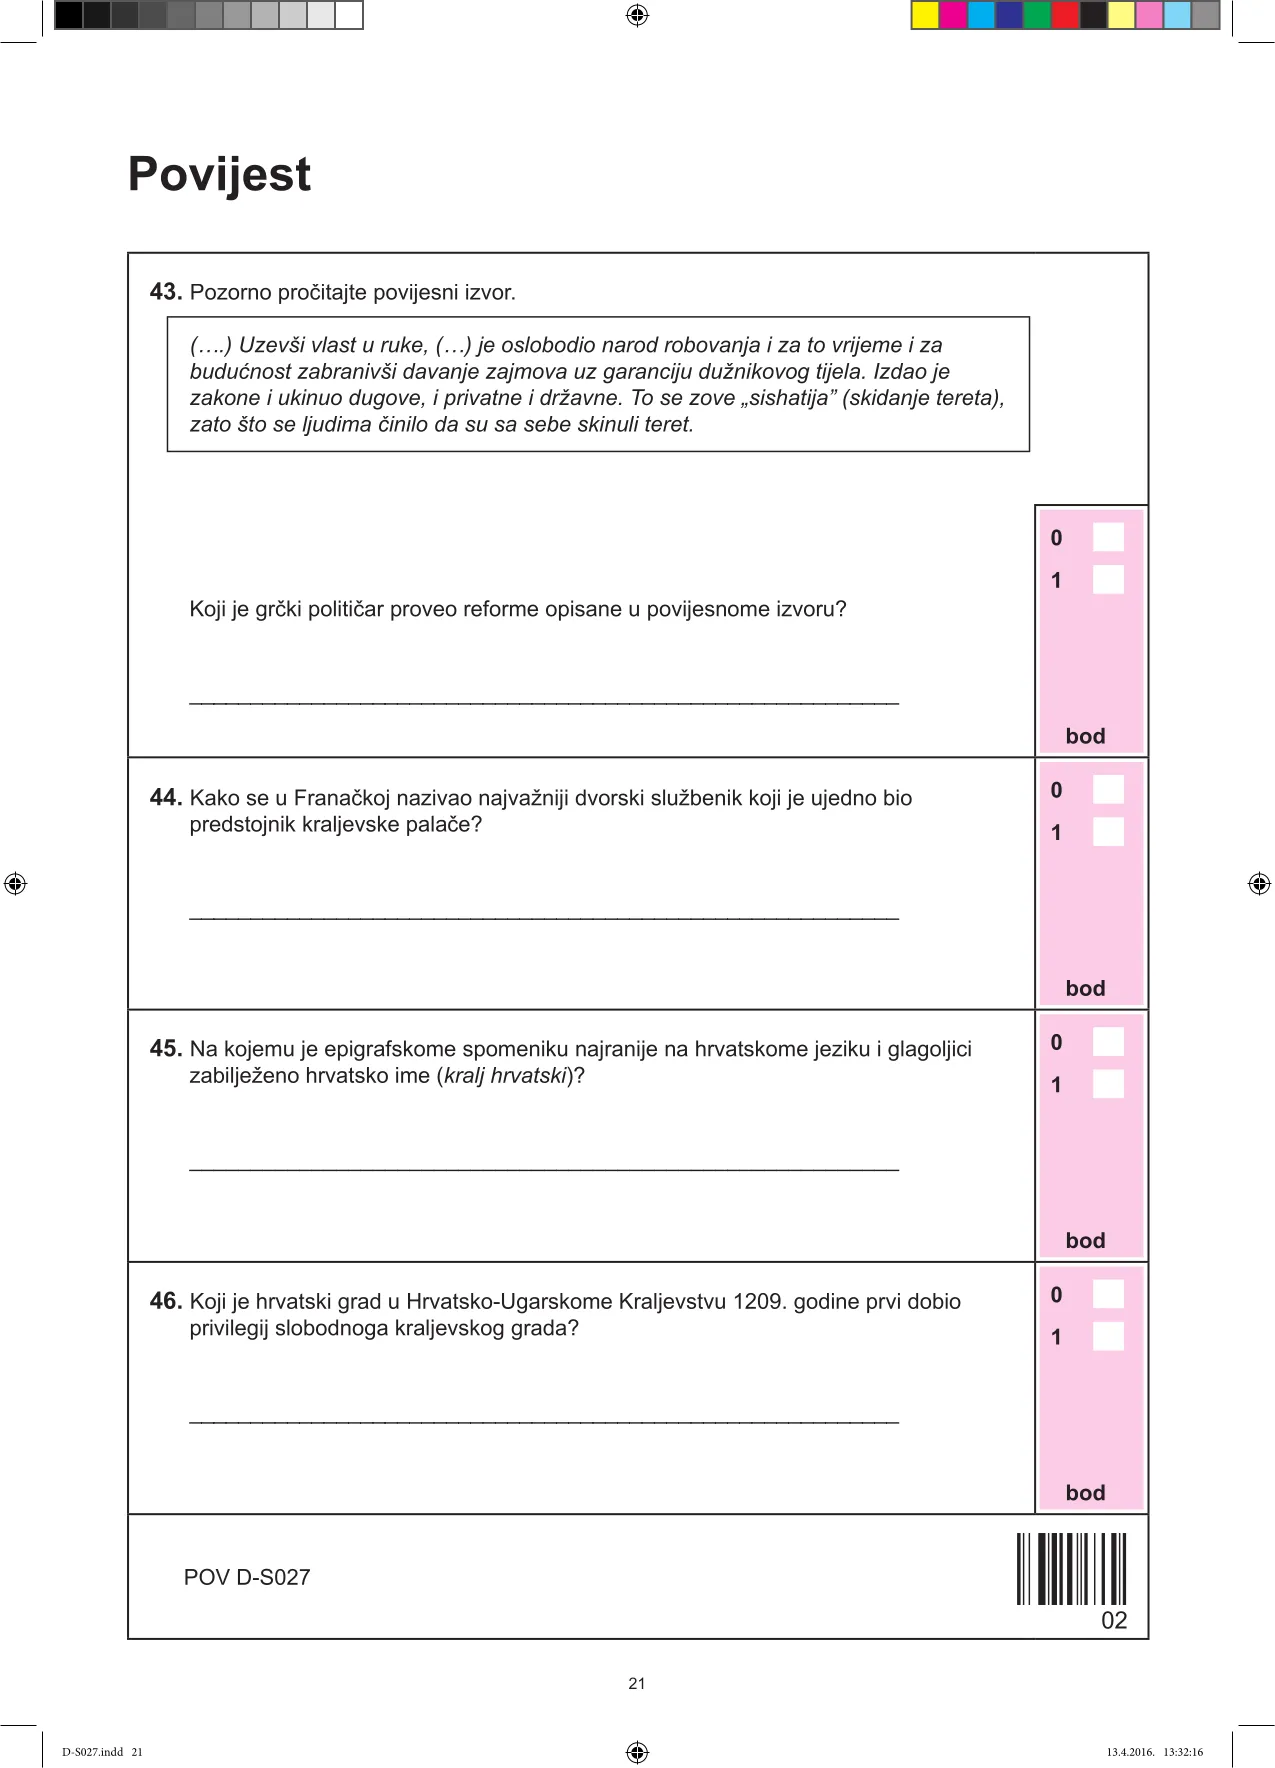 Povijest
43. Pozorno pročitajte povijesni izvor.
(….) Uzevši vlast u ruke, (…) je oslobodio narod robovanja i za to vrijeme i za
budućnost zabranivši davanje zajmova uz garanciju dužnikovog tijela. Izdao je
zakone i ukinuo dugove, i privatne i državne. To se zove „sishatija” (skidanje tereta),
zato što se ljudima činilo da su sa sebe skinuli teret.
0
1
Koji je grčki političar proveo reforme opisane u povijesnome izvoru?
bod
44. Kako se u Franačkoj nazivao najvažniji dvorski službenik koji je ujedno bio
predstojnik kraljevske palače?
0
1
bod
45. Na kojemu je epigrafskome spomeniku najranije na hrvatskome jeziku i glagoljici
zabilježeno hrvatsko ime (kralj hrvatski)?
0
1
bod
46. Koji je hrvatski grad u Hrvatsko-Ugarskome Kraljevstvu 1209. godine prvi dobio
privilegij slobodnoga kraljevskog grada?
0
1
bod
POV D-S027
02
21
D-S027.indd 21
13.4.2016. 13:32:16